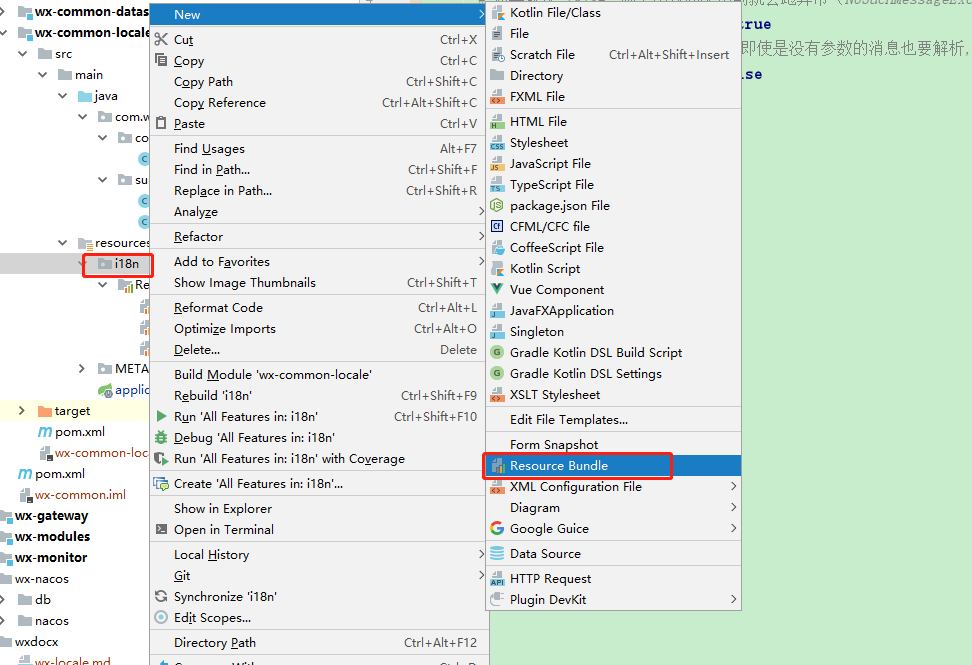 wx-common-datas
wx-common-locale
src
main
java
com.w
co
su
resources
i18n
Re
META
applic
target
pom.xml
wx-common-loca
pom.xml
wx-common.iml
wx-gateway
wx-modules
wx-monitor
wx-nacos
db
nacos
wxdocx
wx-locale.md
New
Cut Ctrl+X
Copy Ctrl+C
Copy Path Ctrl+Shift+C
Copy Reference Ctrl+Alt+Shift+C
Paste Ctrl+V
Find Usages Alt+F7
Find in Path... Ctrl+Shift+F
Replace in Path... Ctrl+Shift+R
Analyze
Refactor
Add to Favorites
Show Image Thumbnails Ctrl+Shift+T
Reformat Code Ctrl+Alt+L
Optimize Imports Ctrl+Alt+O
Delete... Delete
Build Module 'wx-common-locale'
Rebuild 'i18n' Ctrl+Shift+F9
Run 'All Features in: i18n' Ctrl+Shift+F10
Debug 'All Features in: i18n'
Run 'All Features in: i18n' with Coverage
Create 'All Features in: i18n'...
Show in Explorer
Open in Terminal
Local History
Git
Synchronize 'i18n'
Edit Scopes...
Directory Path Ctrl+Alt+F12
Kotlin File/Class
File
Scratch File Ctrl+Alt+Shift+Insert
Directory
FXML File
HTML File
Stylesheet
JavaScript File
TypeScript File
package.json File
CFML/CFC file
CoffeeScript File
Kotlin Script
Vue Component
JavaFXApplication
Singleton
Gradle Kotlin DSL Build Script
Gradle Kotlin DSL Settings
XSLT Stylesheet
Edit File Templates...
Form Snapshot
Resource Bundle
XML Configuration File
Diagram
Google Guice
Data Source
HTTP Request
Plugin DevKit
rue
即使是没有参数的消息也要解析,
lse